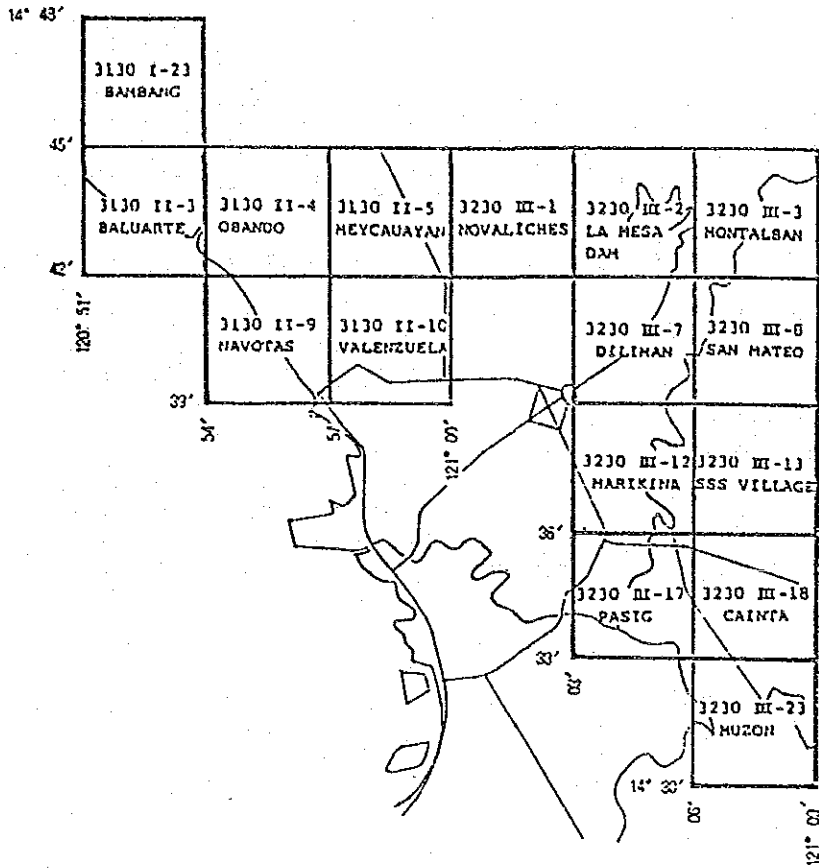 14° 48'
3130 I-23
BAMBANG
45'
3130 II-3
BALUARTE
3130 II-4
OBANDO
3130 II-5
MEYCAUAYAN
3230 III-1
NOVALICHES
3230 III-2
LA MESA
DAM
3230 III-3
MONTALBAN
42'
120° 51'
3130 II-9
NAVOTAS
3130 II-10
VALENZUELA
3230 III-7
DILIMAN
3230 III-8
SAN MATEO
39'
54'
57'
121° 00'
3230 III-12
MARIKINA
3230 III-13
SSS VILLAGE
36'
3230 III-17
PASIG
3230 III-18
CAINTA
33'
03'
3230 III-23
MUZON
14° 30'
06'
121° 09'